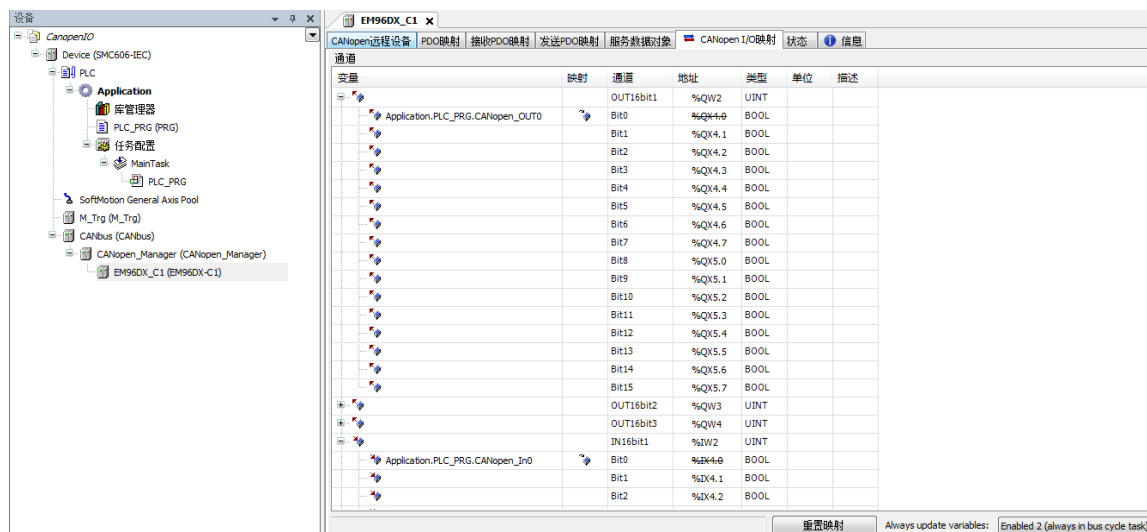 设备
CanopenIO
Device (SMC606-IEC)
PLC
Application
库管理器
PLC_PRG (PRG)
任务配置
MainTask
PLC_PRG
SoftMotion General Axis Pool
M_Trg (M_Trg)
CANbus (CANbus)
CANopen_Manager (CANopen_Manager)
EM96DX_C1 (EM96DX-C1)
EM96DX_C1
CANopen远程设备 PDO映射 接收PDO映射 发送PDO映射 服务数据对象 CANopen I/O映射 状态 信息
通道
变量 映射 通道 地址 类型 单位 描述
OUT16bit1 %QW2 UINT
Application.PLC_PRG.CANopen_OUT0 Bit0 %QX4.0 BOOL
Bit1 %QX4.1 BOOL
Bit2 %QX4.2 BOOL
Bit3 %QX4.3 BOOL
Bit4 %QX4.4 BOOL
Bit5 %QX4.5 BOOL
Bit6 %QX4.6 BOOL
Bit7 %QX4.7 BOOL
Bit8 %QX5.0 BOOL
Bit9 %QX5.1 BOOL
Bit10 %QX5.2 BOOL
Bit11 %QX5.3 BOOL
Bit12 %QX5.4 BOOL
Bit13 %QX5.5 BOOL
Bit14 %QX5.6 BOOL
Bit15 %QX5.7 BOOL
OUT16bit2 %QW3 UINT
OUT16bit3 %QW4 UINT
IN16bit1 %IW2 UINT
Application.PLC_PRG.CANopen_In0 Bit0 %IX4.0 BOOL
Bit1 %IX4.1 BOOL
Bit2 %IX4.2 BOOL
重置映射 Always update variables: Enabled 2 (always in bus cycle task)